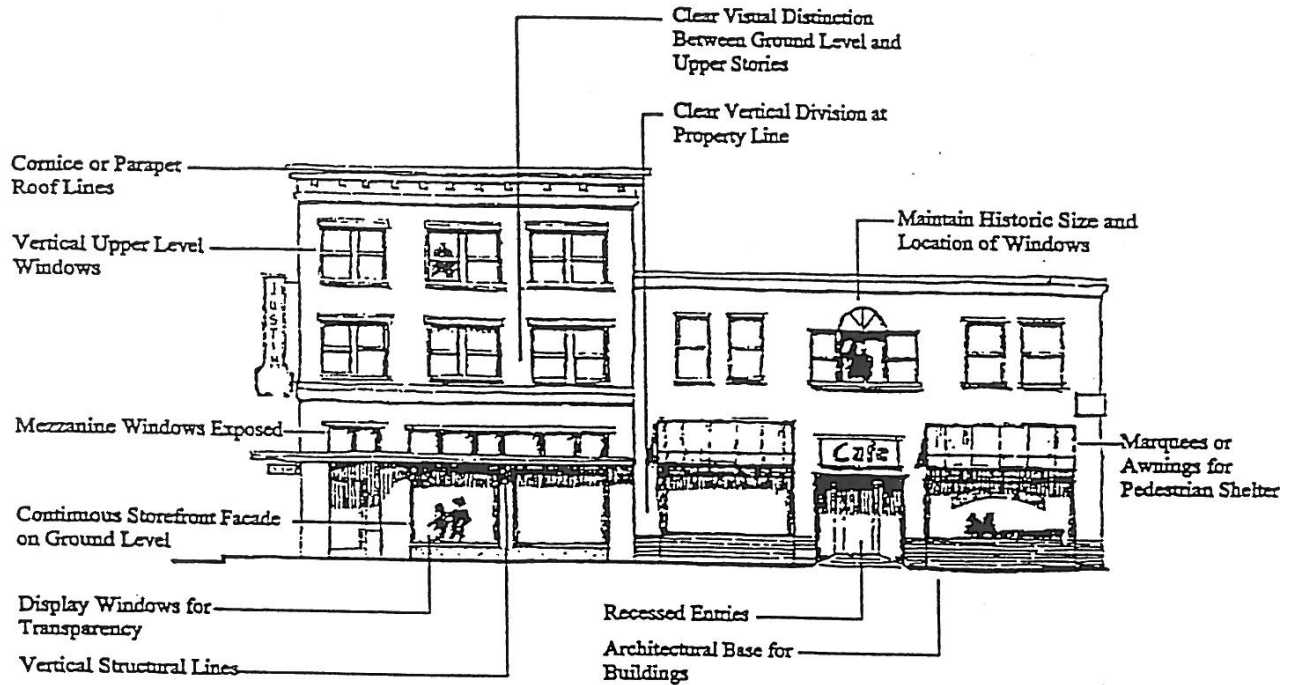 Clear Visual Distinction
Between Ground Level and
Upper Stories
Clear Vertical Division at
Property Line
Cornice or Parapet
Roof Lines
Vertical Upper Level
Windows
Maintain Historic Size and
Location of Windows
JUSTIN
Mezzanine Windows Exposed
Cafe
Marquees or
Awnings for
Pedestrian Shelter
Continuous Storefront Facade
on Ground Level
Display Windows for
Transparency
Vertical Structural Lines
Recessed Entries
Architectural Base for
Buildings